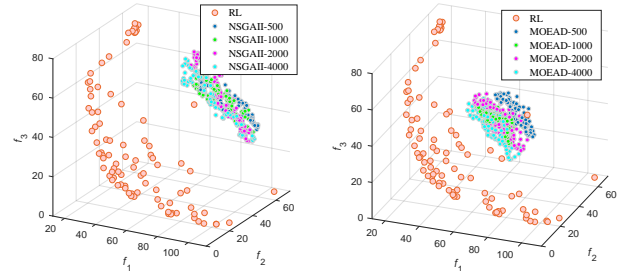 RL
NSGAII-500
NSGAII-1000
NSGAII-2000
NSGAII-4000
80
60
40
20
0
f3
20 40 60 80 100
f1
0 20 40 60
f2
RL
MOEAD-500
MOEAD-1000
MOEAD-2000
MOEAD-4000
80
60
40
20
0
f3
20 40 60 80 100
f1
0 20 40 60
f2